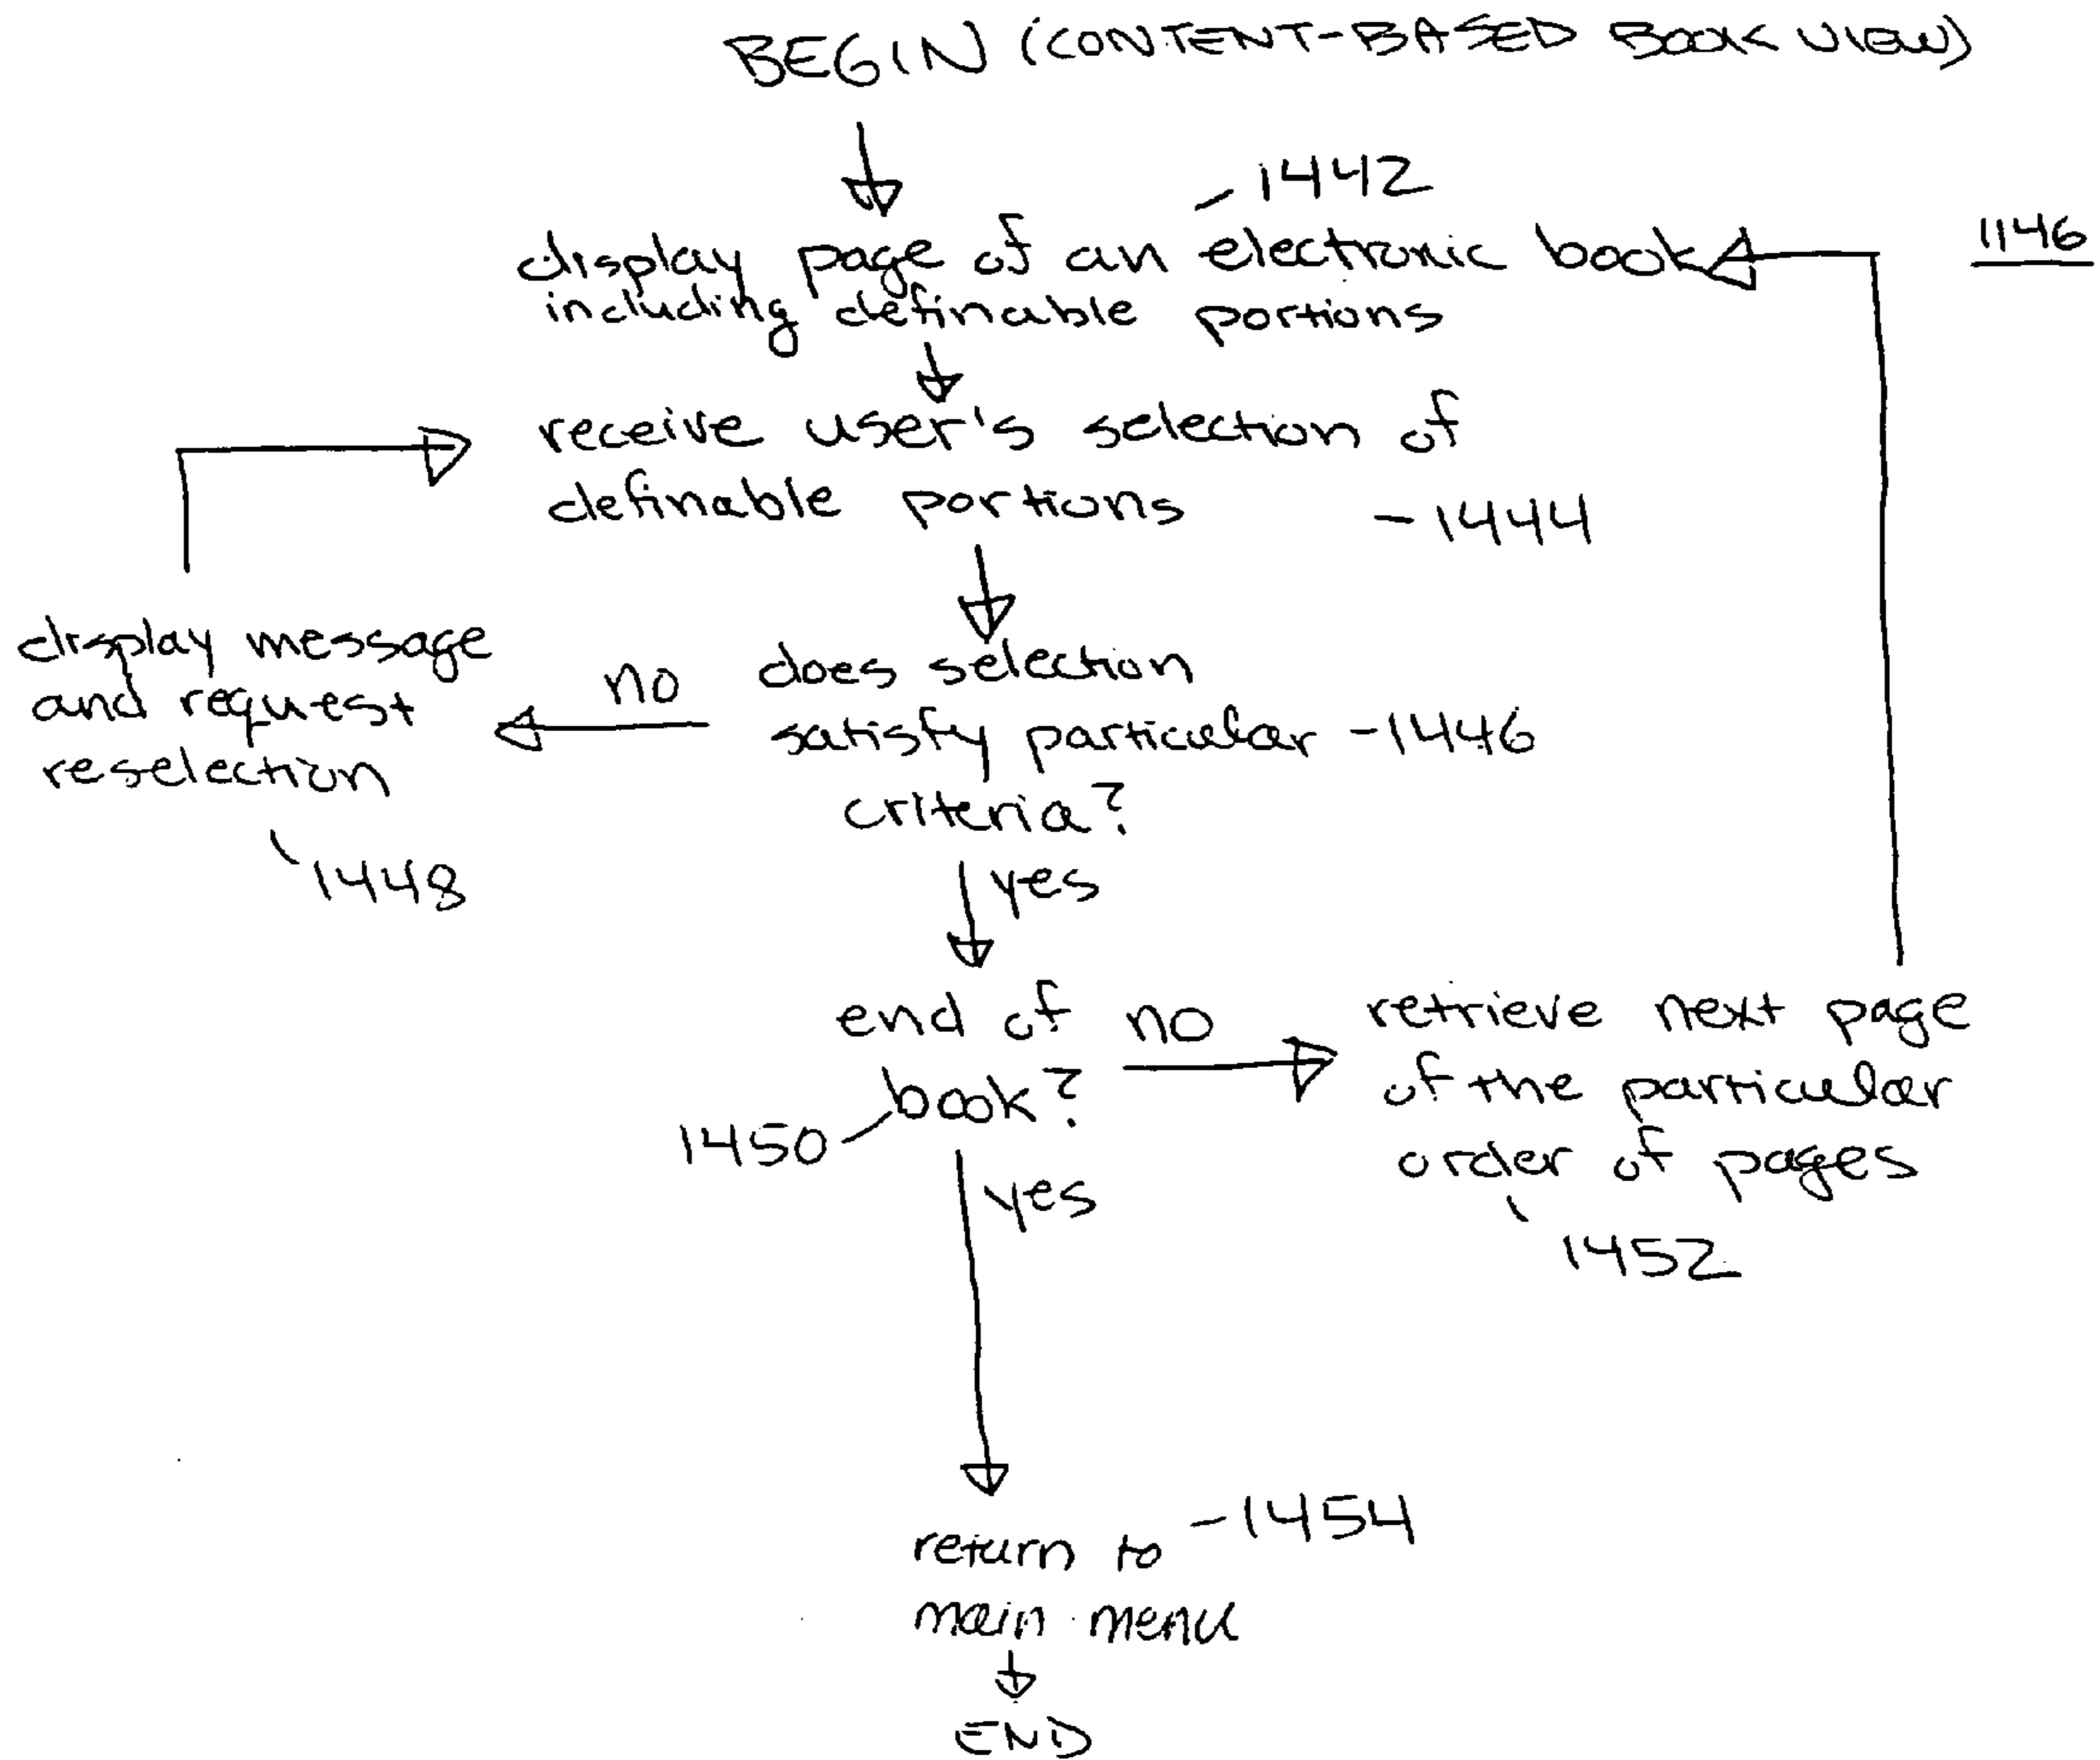 BEGIN (CONTENT-BASED BOOK VIEW)
-1442
display page of an electronic book
1146
including definable portions
receive user's selection of
definable portions
-1444
display message
and request
reselection
1448
no
does selection
satisfy particular -1446
criteria?
yes
end of
book?
1450
no
retrieve next page
of the particular
order of pages
1452
yes
return to -1454
main menu
END